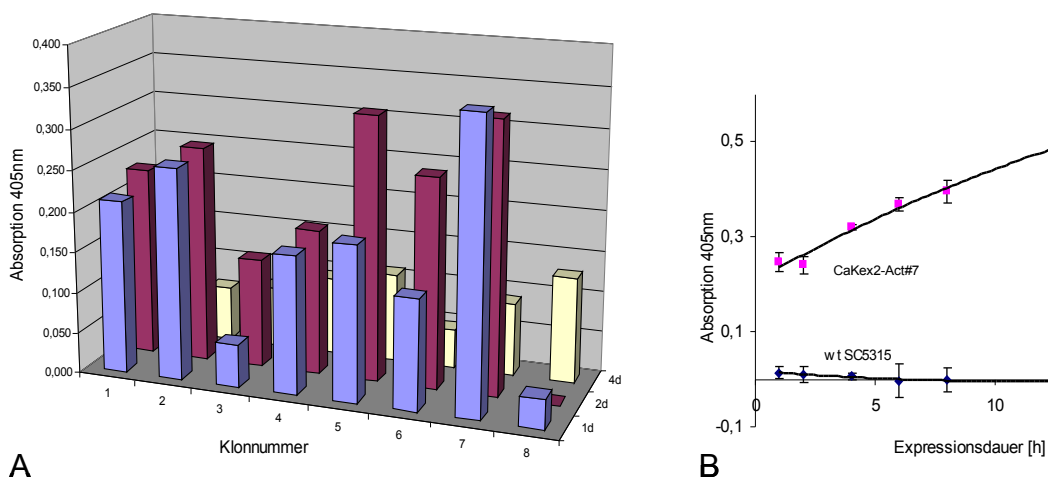 0,400
0,350
0,300
0,250
0,200
0,150
0,100
0,050
0,000
Absorption 405nm
1
2
3
4
5
6
7
8
1d
2d
4d
Klonnummer
A
Absorption 405nm
0,5
0,3
0,1
-0,1
CaKex2-Act#7
wt SC5315
0
5
10
Expressionsdauer [h]
B